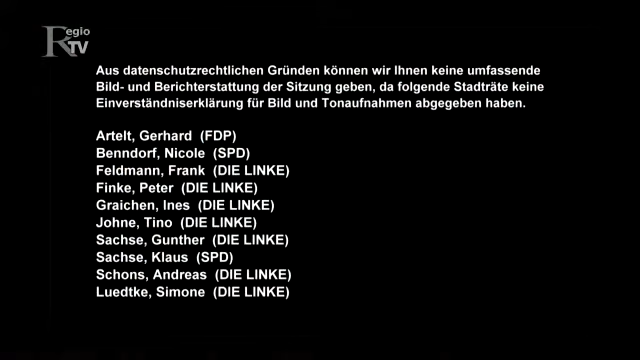 Regio
TV
Aus datenschutzrechtlichen Gründen können wir Ihnen keine umfassende
Bild- und Berichterstattung der Sitzung geben, da folgende Stadträte keine
Einverständniserklärung für Bild und Tonaufnahmen abgegeben haben.
Artelt, Gerhard (FDP)
Benndorf, Nicole (SPD)
Feldmann, Frank (DIE LINKE)
Finke, Peter (DIE LINKE)
Graichen, Ines (DIE LINKE)
Johne, Tino (DIE LINKE)
Sachse, Gunther (DIE LINKE)
Sachse, Klaus (SPD)
Schons, Andreas (DIE LINKE)
Luedtke, Simone (DIE LINKE)